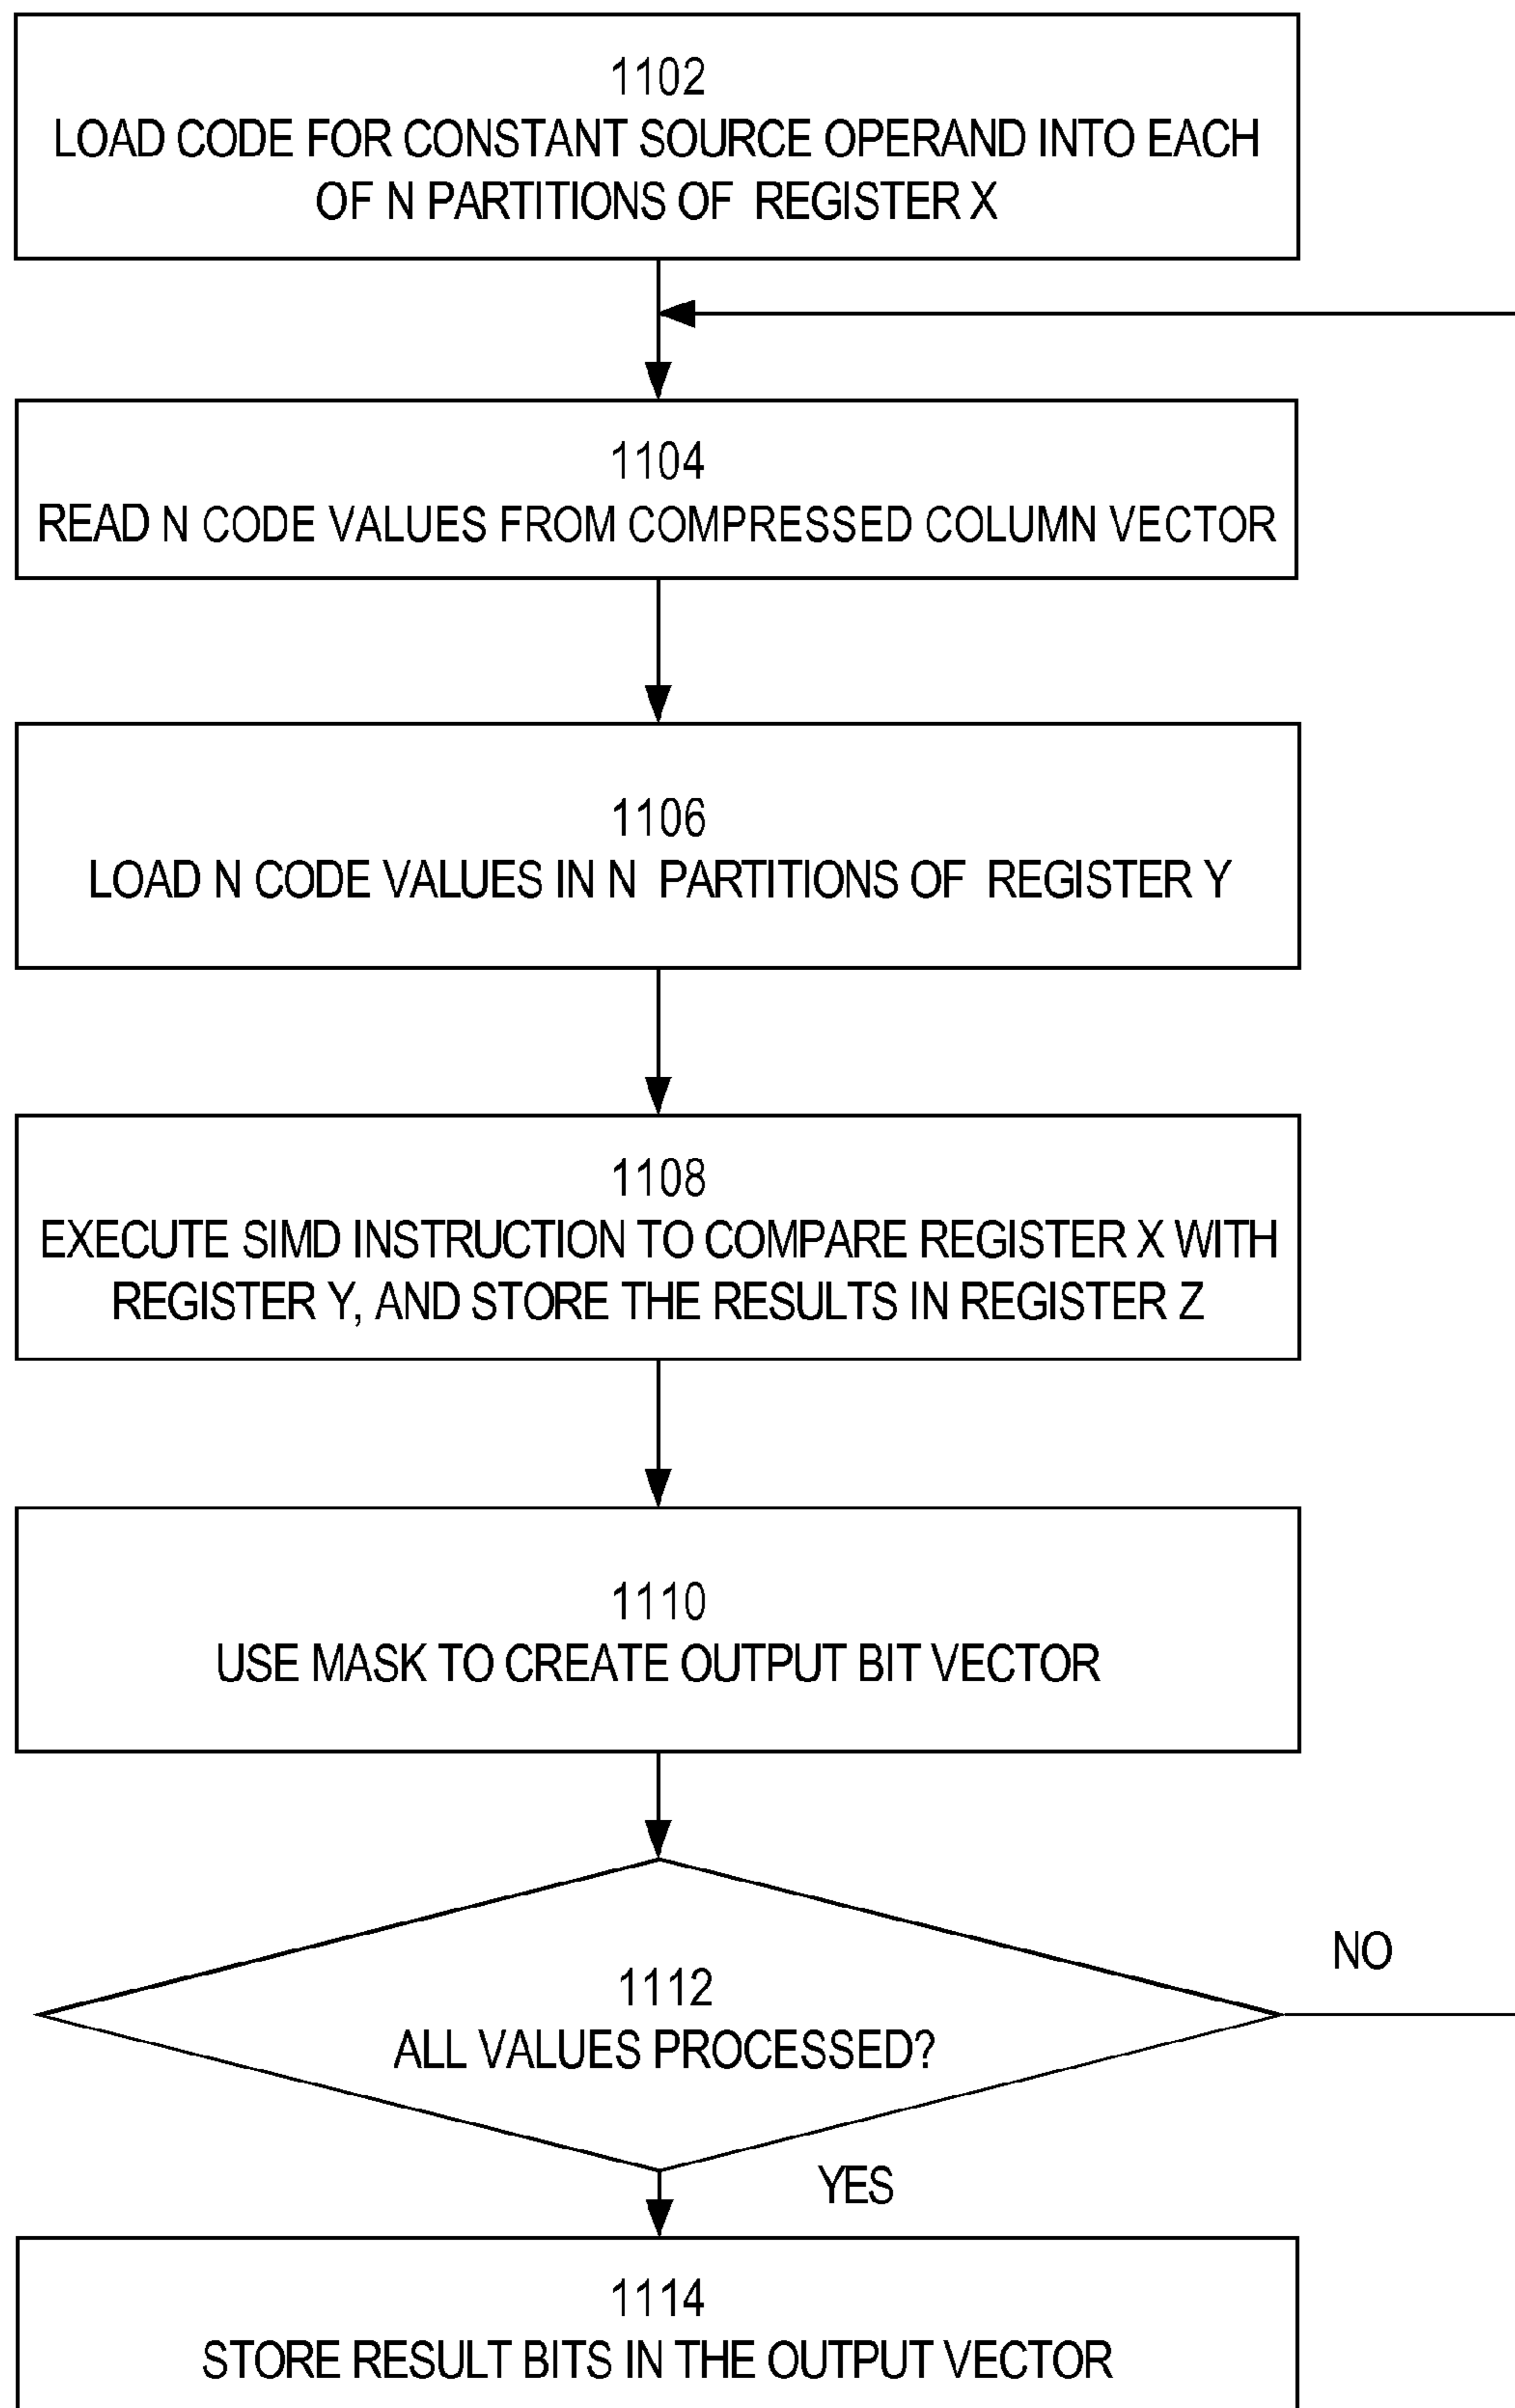 1102
LOAD CODE FOR CONSTANT SOURCE OPERAND INTO EACH
OF N PARTITIONS OF REGISTER X
1104
READ N CODE VALUES FROM COMPRESSED COLUMN VECTOR
1106
LOAD N CODE VALUES IN N PARTITIONS OF REGISTER Y
1108
EXECUTE SIMD INSTRUCTION TO COMPARE REGISTER X WITH
REGISTER Y, AND STORE THE RESULTS IN REGISTER Z
1110
USE MASK TO CREATE OUTPUT BIT VECTOR
NO
1112
ALL VALUES PROCESSED?
YES
1114
STORE RESULT BITS IN THE OUTPUT VECTOR